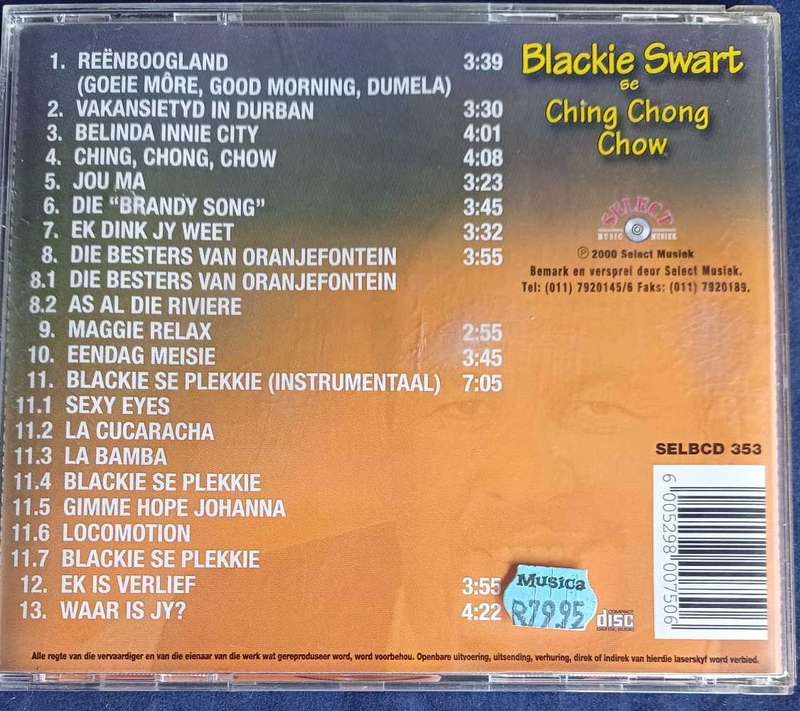 1. REËNBOOGLAND 3:39
(GOEIE MÔRE, GOOD MORNING, DUMELA)
2. VAKANSIETYD IN DURBAN 3:30
3. BELINDA INNIE CITY 4:01
4. CHING, CHONG, CHOW 4:08
5. JOU MA 3:23
6. DIE "BRANDY SONG" 3:45
7. EK DINK JY WEET 3:32
8. DIE BESTERS VAN ORANJEFONTEIN 3:55
8.1 DIE BESTERS VAN ORANJEFONTEIN
8.2 AS AL DIE RIVIERE
9. MAGGIE RELAX 2:55
10. EENDAG MEISIE 3:45
11. BLACKIE SE PLEKKIE (INSTRUMENTAAL) 7:05
11.1 SEXY EYES
11.2 LA CUCARACHA
11.3 LA BAMBA
11.4 BLACKIE SE PLEKKIE
11.5 GIMME HOPE JOHANNA
11.6 LOCOMOTION
11.7 BLACKIE SE PLEKKIE
12. EK IS VERLIEF 3:55
13. WAAR IS JY? 4:22
Blackie Swart
se
Ching Chong
Chow
SELECT
MUSIC MUSIEK
℗ 2000 Select Musiek
Bemark en versprei deur Select Musiek.
Tel: (011) 7920145/6 Faks: (011) 7920189.
SELBCD 353
6 005298 007506
Musica
R79.95
COMPACT
disc
DIGITAL AUDIO
Alle regte van die vervaardiger en van die eienaar van die werk wat gereproduseer word, word voorbehou. Openbare uitvoering, uitsending, verhuring, direk of indirek van hierdie laserskyf word verbied.